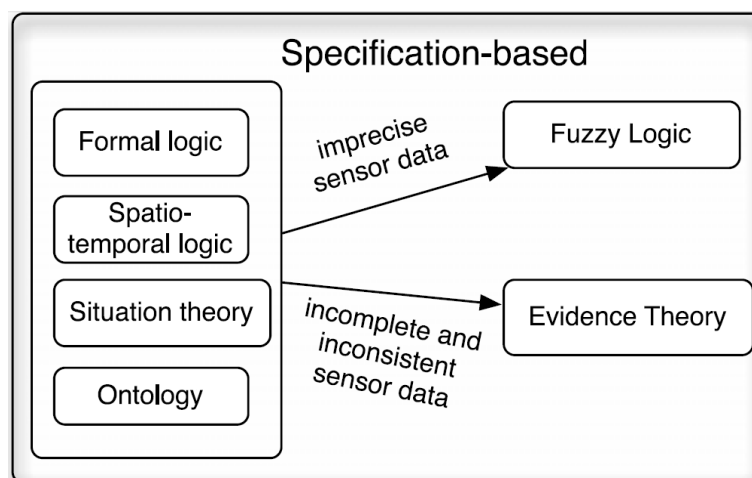 Specification-based
Formal logic
Spatio-
temporal logic
Situation theory
Ontology
imprecise
sensor data
incomplete and
inconsistent
sensor data
Fuzzy Logic
Evidence Theory